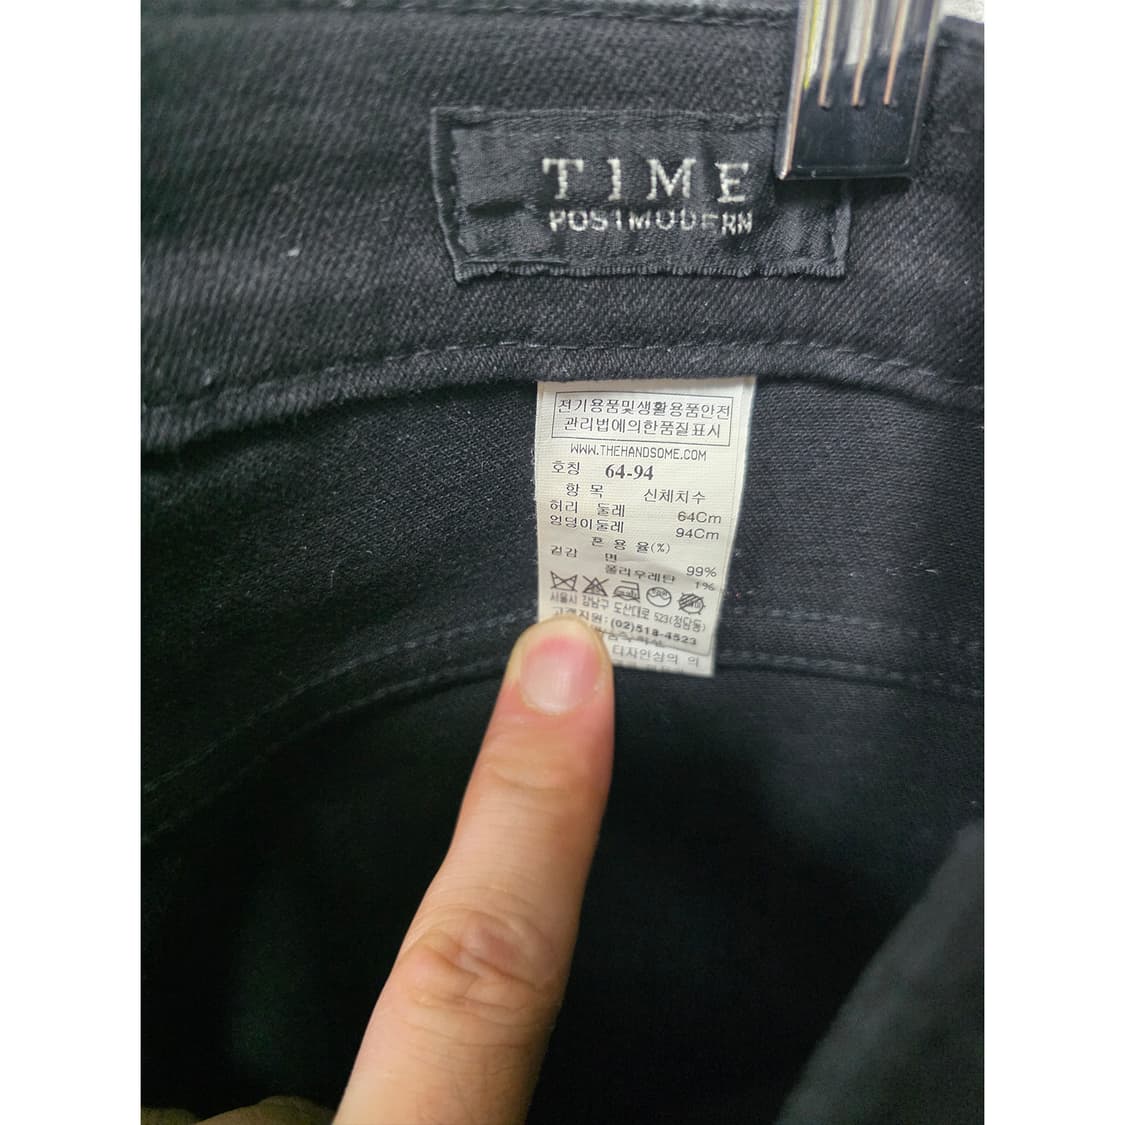 TIME
POSTMODERN
전기용품및생활용품안전
관리법에의한품질표시
WWW.THEHANDSOME.COM
호칭 64-94
항 목 신체치수
허리 둘레 64Cm
엉덩이둘레 94Cm
혼 용 율(%)
겉감 면 99%
폴리우레탄 1%
서울시 강남구 도산대로 523(청담동)
고객지원:(02)518-4523
디자인상의 의